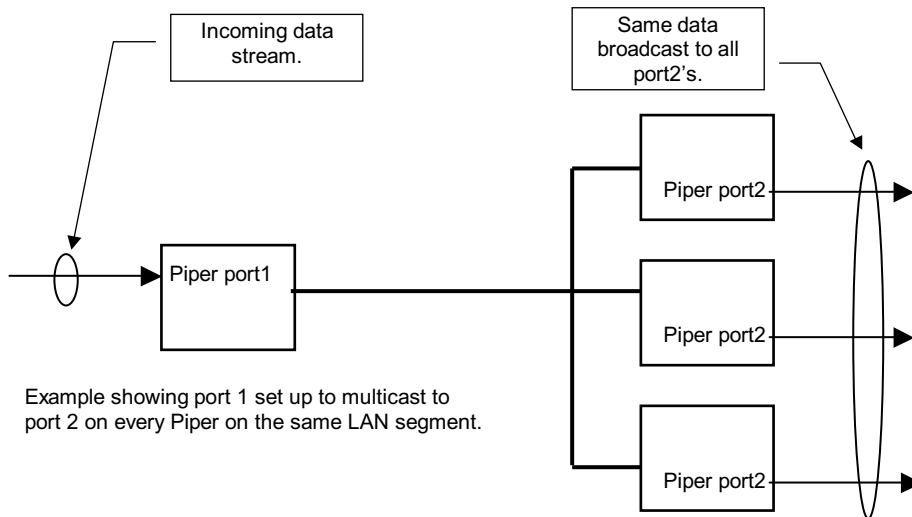 Incoming data
stream.
Same data
broadcast to all
port2's.
Piper port2
Piper port1
Piper port2
Example showing port 1 set up to multicast to
port 2 on every Piper on the same LAN segment.
Piper port2